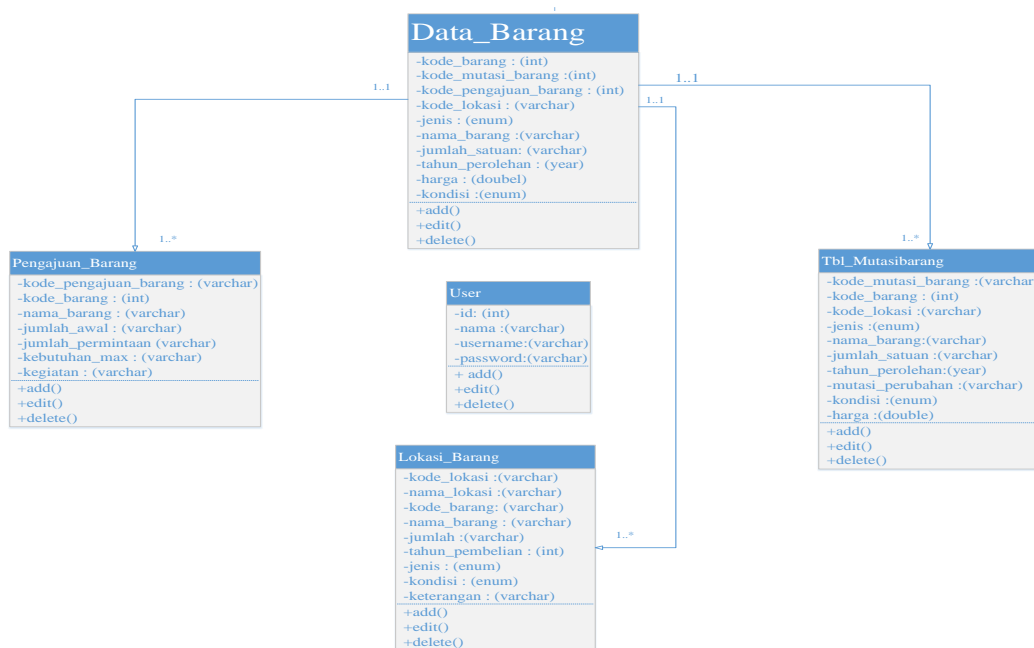 Data_Barang
-kode_barang : (int)
-kode_mutasi_barang :(int)
-kode_pengajuan_barang : (int)
-kode_lokasi : (varchar)
-jenis : (enum)
-nama_barang :(varchar)
-jumlah_satuan: (varchar)
-tahun_perolehan : (year)
-harga : (doubel)
-kondisi :(enum)
+add()
+edit()
+delete()
1..1
1..1
1..1
1..*
1..*
Pengajuan_Barang
-kode_pengajuan_barang : (varchar)
-kode_barang : (int)
-nama_barang : (varchar)
-jumlah_awal : (varchar)
-jumlah_permintaan (varchar)
-kebutuhan_max : (varchar)
-kegiatan : (varchar)
+add()
+edit()
+delete()
User
-id: (int)
-nama :(varchar)
-username:(varchar)
-password:(varchar)
+ add()
+edit()
+delete()
Tbl_Mutasibarang
-kode_mutasi_barang :(varchar
-kode_barang : (int)
-kode_lokasi : (varchar)
-jenis :(enum)
-nama_barang:(varchar)
-jumlah_satuan :(varchar)
-tahun_perolehan:(year)
-mutasi_perubahan :(varchar)
-kondisi :(enum)
-harga :(double)
+add()
+edit()
+delete()
Lokasi_Barang
-kode_lokasi :(varchar)
-nama_lokasi :(varchar)
-kode_barang: (varchar)
-nama_barang : (varchar)
-jumlah :(varchar)
-tahun_pembelian : (int)
-jenis : (enum)
-kondisi : (enum)
-keterangan : (varchar)
+add()
+edit()
+delete()
1..*